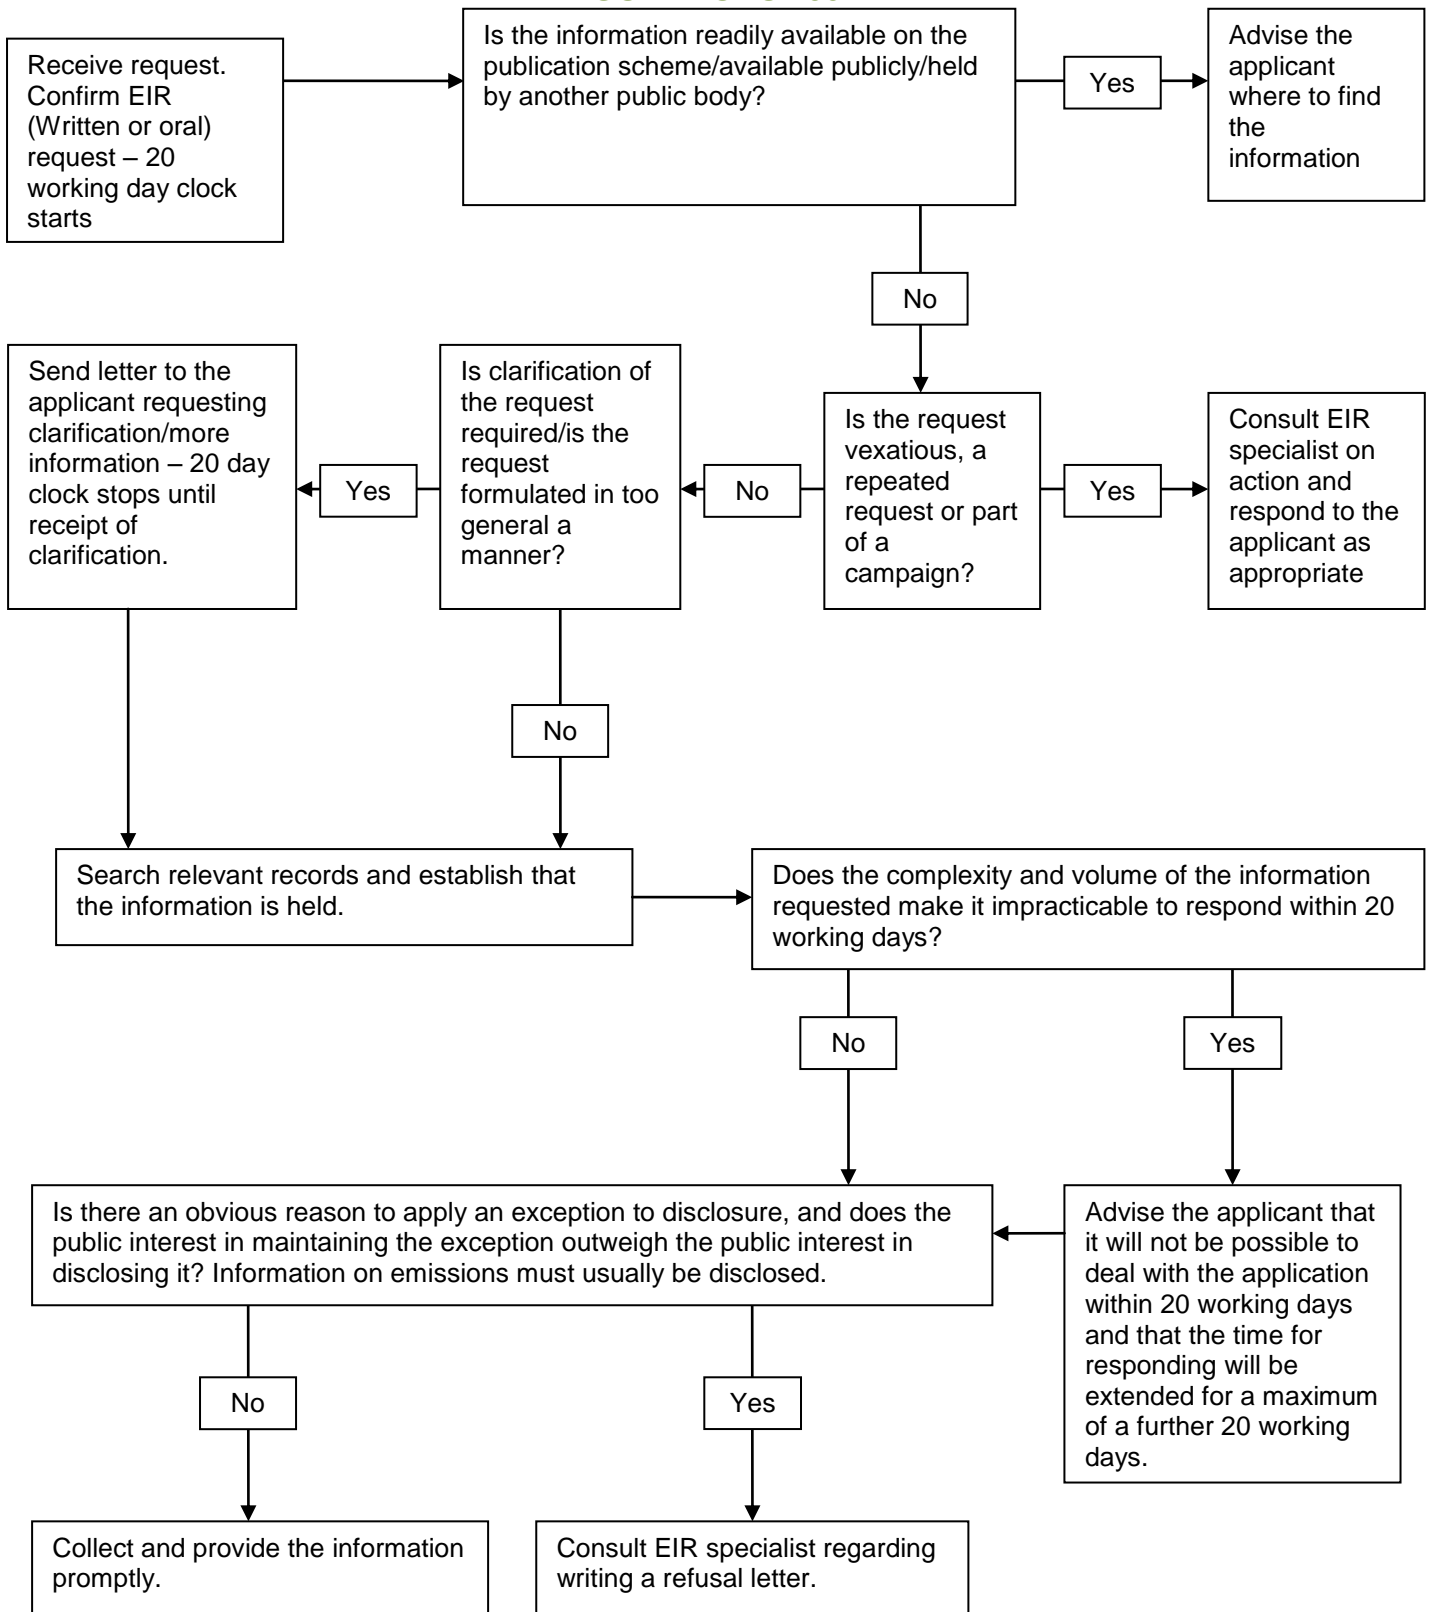 Receive request.
Confirm EIR
(Written or oral)
request – 20
working day clock
starts
Is the information readily available on the
publication scheme/available publicly/held
by another public body?
Yes
Advise the
applicant
where to find
the
information
No
Send letter to the
applicant requesting
clarification/more
information – 20 day
clock stops until
receipt of
clarification.
Yes
Is clarification of
the request
required/is the
request
formulated in too
general a
manner?
No
Is the request
vexatious, a
repeated
request or part
of a
campaign?
Yes
Consult EIR
specialist on
action and
respond to the
applicant as
appropriate
No
Search relevant records and establish that
the information is held.
Does the complexity and volume of the information
requested make it impracticable to respond within 20
working days?
No
Yes
Is there an obvious reason to apply an exception to disclosure, and does the
public interest in maintaining the exception outweigh the public interest in
disclosing it? Information on emissions must usually be disclosed.
Advise the applicant that
it will not be possible to
deal with the application
within 20 working days
and that the time for
responding will be
extended for a maximum
of a further 20 working
days.
No
Yes
Collect and provide the information
promptly.
Consult EIR specialist regarding
writing a refusal letter.